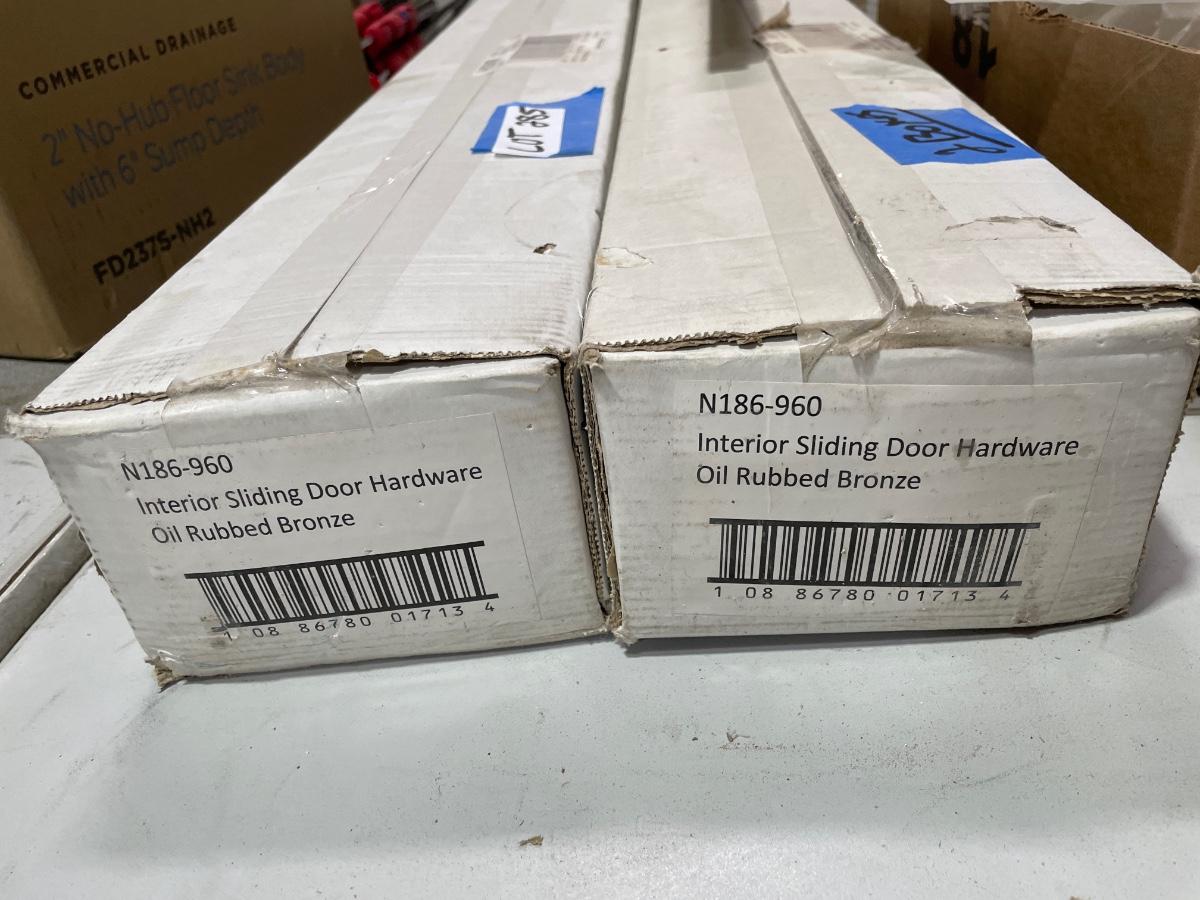 COMMERCIAL DRAINAGE
2" No-Hub Floor Sink Body
with 6" Sump Depth
FD2375-NH2
LOT 285
18
N186-960
Interior Sliding Door Hardware
Oil Rubbed Bronze
1 08 86780 01713 4
N186-960
Interior Sliding Door Hardware
Oil Rubbed Bronze
1 08 86780 01713 4